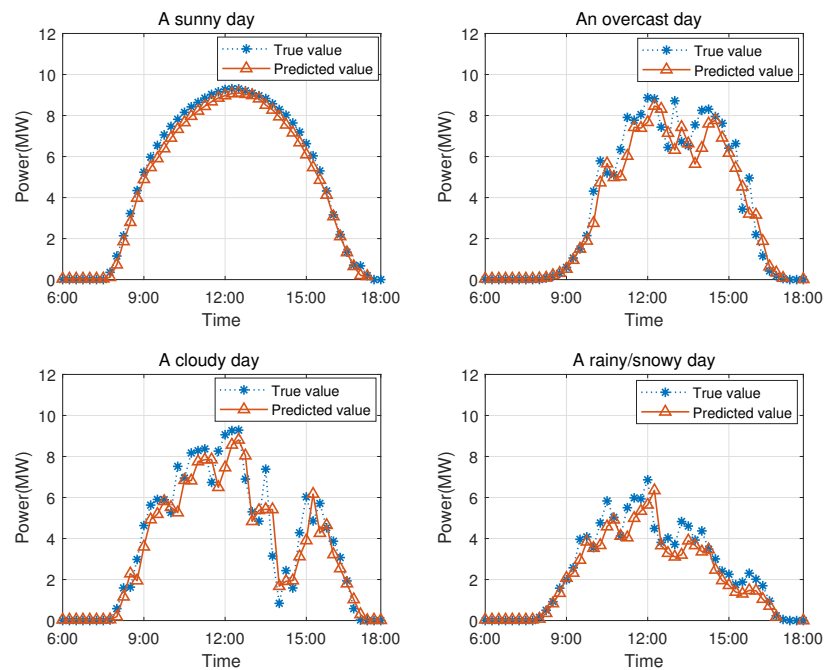 A sunny day
12
10
8
6
4
2
0
Power(MW)
6:00 9:00 12:00 15:00 18:00
Time
True value
Predicted value
An overcast day
12
10
8
6
4
2
0
Power(MW)
6:00 9:00 12:00 15:00 18:00
Time
True value
Predicted value
A cloudy day
12
10
8
6
4
2
0
Power(MW)
6:00 9:00 12:00 15:00 18:00
Time
True value
Predicted value
A rainy/snowy day
12
10
8
6
4
2
0
Power(MW)
6:00 9:00 12:00 15:00 18:00
Time
True value
Predicted value